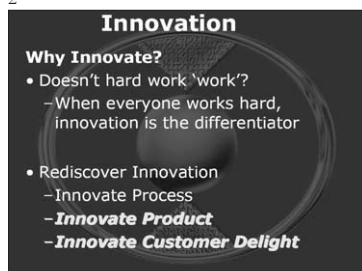 Innovation
Why Innovate?
• Doesn't hard work 'work'?
–When everyone works hard,
innovation is the differentiator
• Rediscover Innovation
–Innovate Process
–Innovate Product
–Innovate Customer Delight